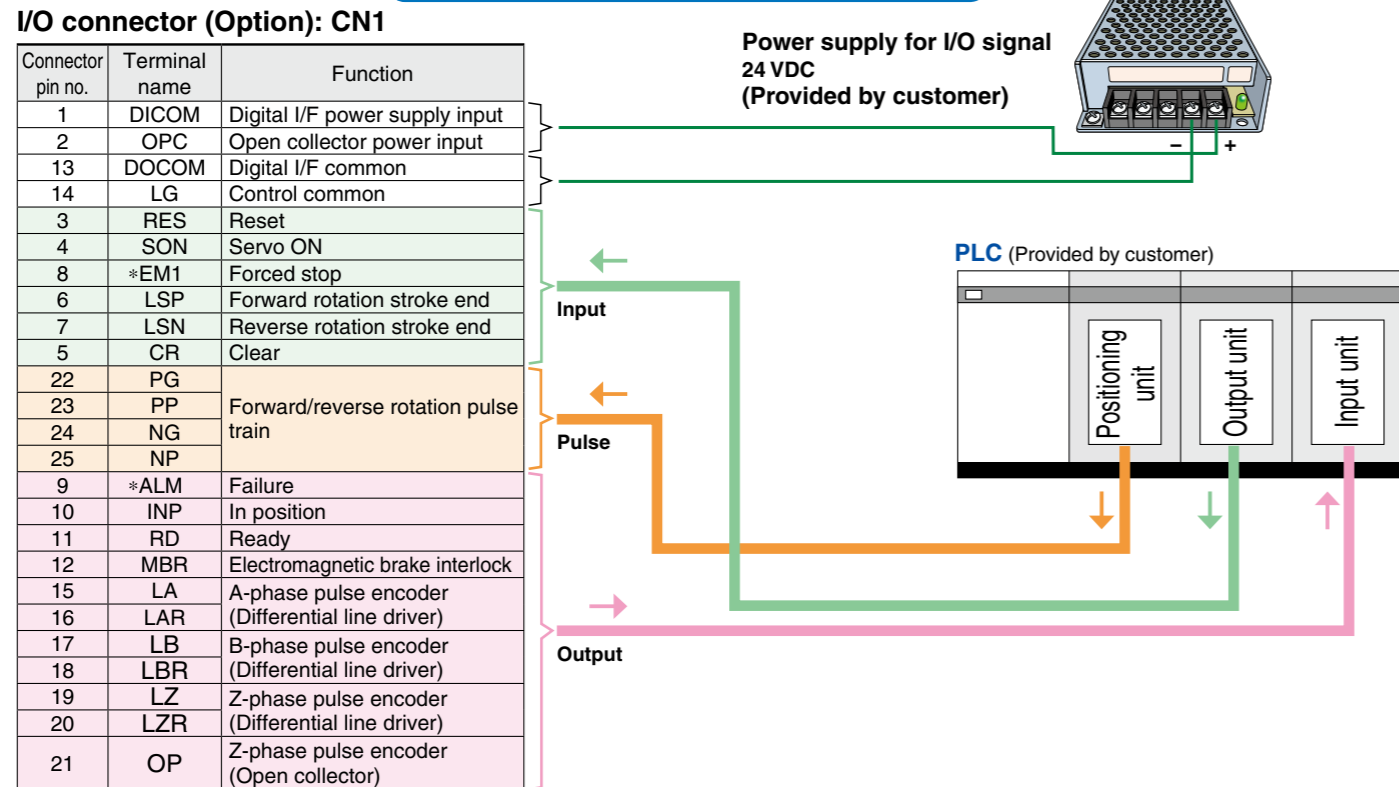 I/O connector (Option): CN1
Connector pin no. Terminal name Function
1 DICOM Digital I/F power supply input
2 OPC Open collector power input
13 DOCOM Digital I/F common
14 LG Control common
3 RES Reset
4 SON Servo ON
8 *EM1 Forced stop
6 LSP Forward rotation stroke end
7 LSN Reverse rotation stroke end
5 CR Clear
22 PG Forward/reverse rotation pulse train
23 PP
24 NG
25 NP
9 *ALM Failure
10 INP In position
11 RD Ready
12 MBR Electromagnetic brake interlock
15 LA A-phase pulse encoder
16 LAR (Differential line driver)
17 LB B-phase pulse encoder
18 LBR (Differential line driver)
19 LZ Z-phase pulse encoder
20 LZR (Differential line driver)
21 OP Z-phase pulse encoder (Open collector)
Power supply for I/O signal
24 VDC
(Provided by customer)
− +
Input
Pulse
Output
PLC (Provided by customer)
Positioning unit
Output unit
Input unit